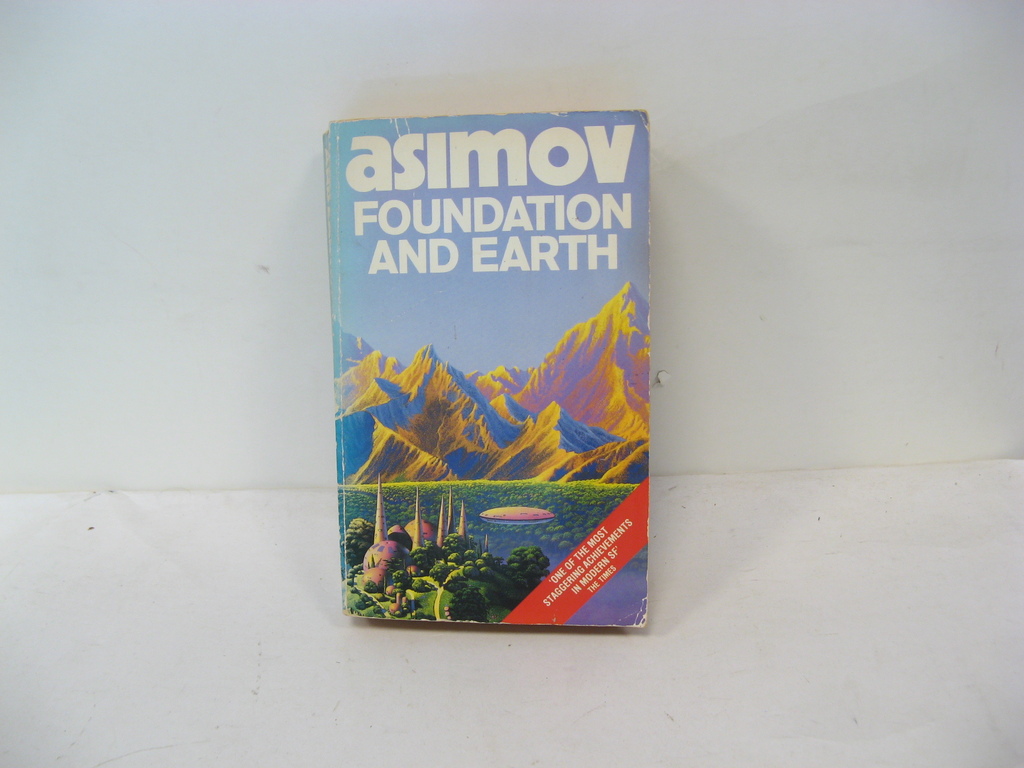 asimov
FOUNDATION
AND EARTH
'ONE OF THE MOST
STAGGERING ACHIEVEMENTS
IN MODERN SF'
THE TIMES